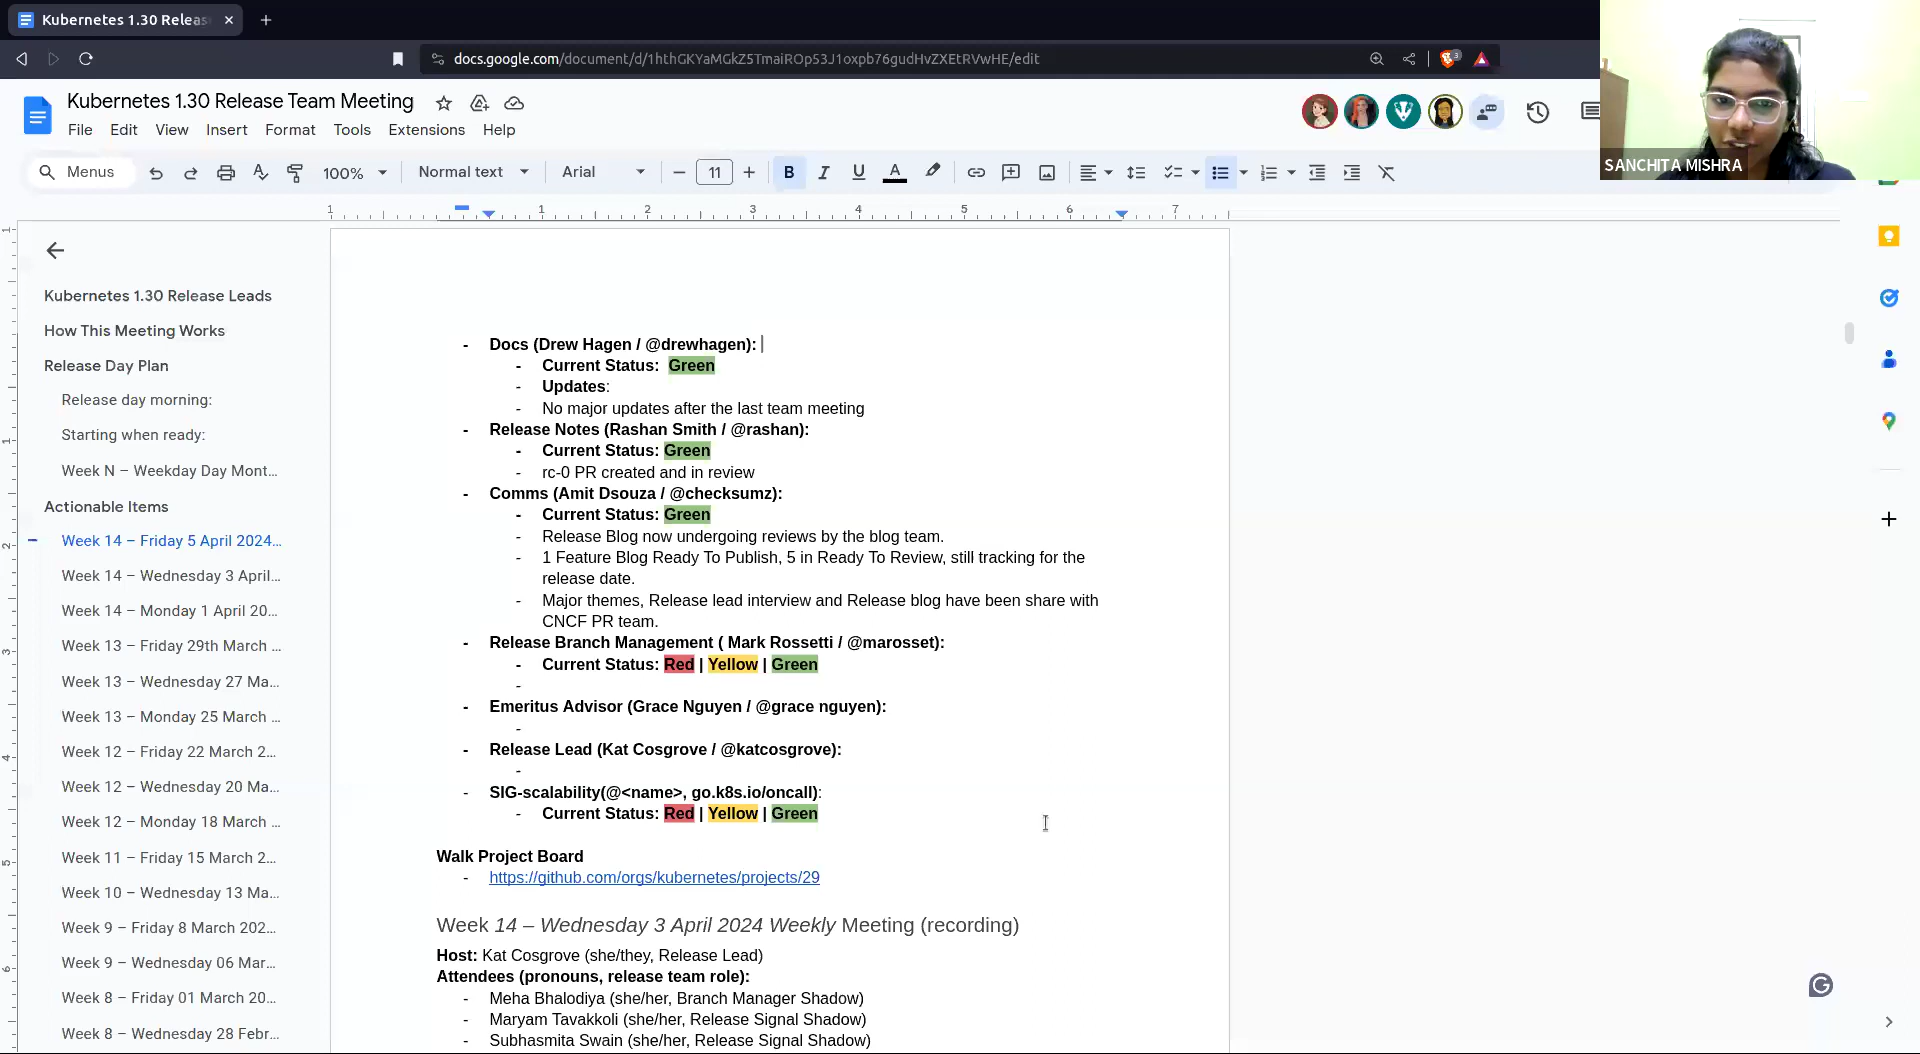 Kubernetes 1.30 Releas
docs.google.com/document/d/1hthGKYaMGkZ5TmaiROp53J1oxpb76gudHvZXEtRVwHE/edit
3
Kubernetes 1.30 Release Team Meeting
File Edit View Insert Format Tools Extensions Help
SANCHITA MISHRA
Menus 100% Normal text Arial 11 B I U A
1 1 2 3 4 5 6 7
Kubernetes 1.30 Release Leads
How This Meeting Works
Release Day Plan
Release day morning:
Starting when ready:
Week N – Weekday Day Mont...
Actionable Items
Week 14 – Friday 5 April 2024...
Week 14 – Wednesday 3 April...
Week 14 – Monday 1 April 20...
Week 13 – Friday 29th March ...
Week 13 – Wednesday 27 Ma...
Week 13 – Monday 25 March ...
Week 12 – Friday 22 March 2...
Week 12 – Wednesday 20 Ma...
Week 12 – Monday 18 March ...
Week 11 – Friday 15 March 2...
Week 10 – Wednesday 13 Ma...
Week 9 – Friday 8 March 202...
Week 9 – Wednesday 06 Mar...
Week 8 – Friday 01 March 20...
Week 8 – Wednesday 28 Febr...
- Docs (Drew Hagen / @drewhagen):
- Current Status: Green
- Updates:
- No major updates after the last team meeting
- Release Notes (Rashan Smith / @rashan):
- Current Status: Green
- rc-0 PR created and in review
- Comms (Amit Dsouza / @checksumz):
- Current Status: Green
- Release Blog now undergoing reviews by the blog team.
- 1 Feature Blog Ready To Publish, 5 in Ready To Review, still tracking for the
release date.
- Major themes, Release lead interview and Release blog have been share with
CNCF PR team.
- Release Branch Management ( Mark Rossetti / @marosset):
- Current Status: Red | Yellow | Green
-
- Emeritus Advisor (Grace Nguyen / @grace nguyen):
-
- Release Lead (Kat Cosgrove / @katcosgrove):
-
- SIG-scalability(@<name>, go.k8s.io/oncall):
- Current Status: Red | Yellow | Green
Walk Project Board
- https://github.com/orgs/kubernetes/projects/29
Week 14 – Wednesday 3 April 2024 Weekly Meeting (recording)
Host: Kat Cosgrove (she/they, Release Lead)
Attendees (pronouns, release team role):
- Meha Bhalodiya (she/her, Branch Manager Shadow)
- Maryam Tavakkoli (she/her, Release Signal Shadow)
- Subhasmita Swain (she/her, Release Signal Shadow)